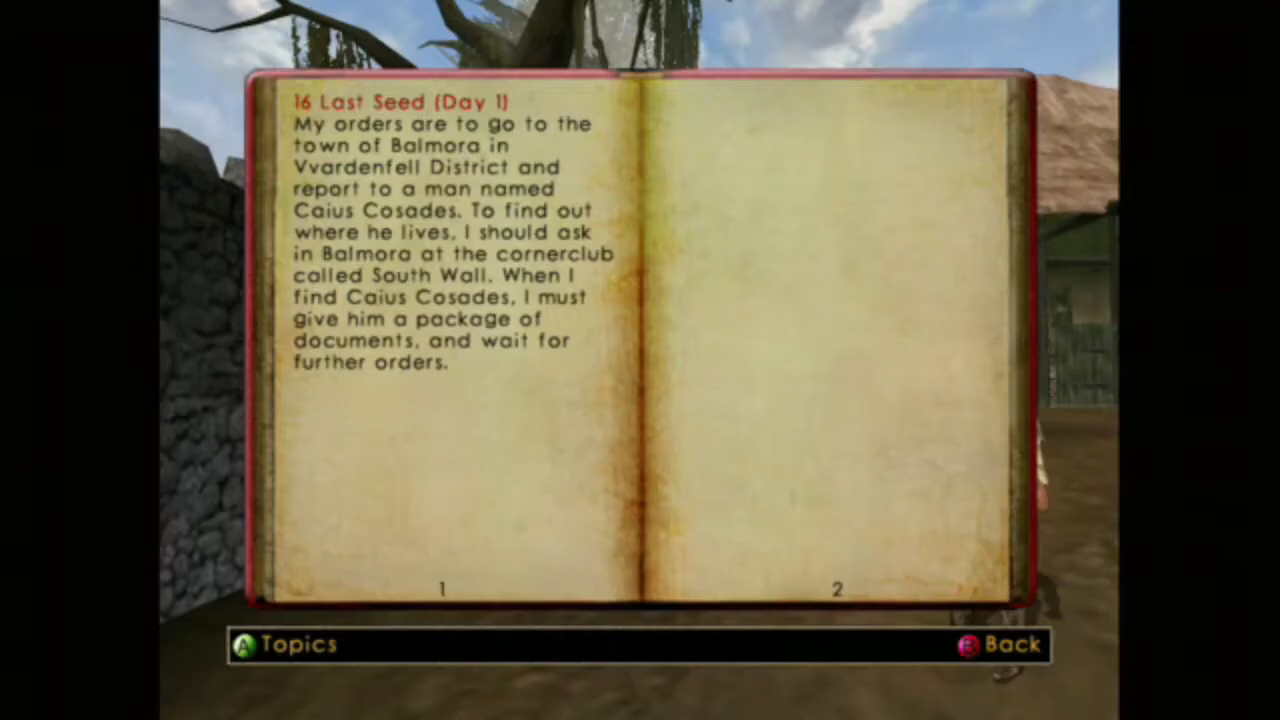 16 Last Seed (Day 1)
My orders are to go to the
town of Balmora in
Vvardenfell District and
report to a man named
Caius Cosades. To find out
where he lives, I should ask
in Balmora at the cornerclub
called South Wall. When I
find Caius Cosades, I must
give him a package of
documents, and wait for
further orders.
1
2
A Topics
B Back